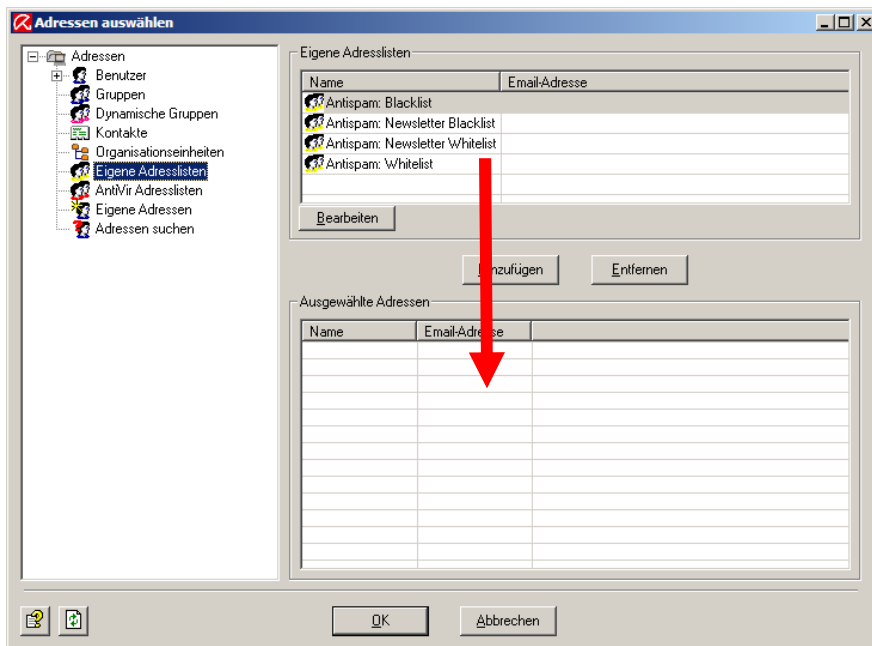 Adressen auswählen
Adressen
Benutzer
Gruppen
Dynamische Gruppen
Kontakte
Organisationseinheiten
Eigene Adresslisten
AntiVir Adresslisten
Eigene Adressen
Adressen suchen
Eigene Adresslisten
Name Email-Adresse
Antispam: Blacklist
Antispam: Newsletter Blacklist
Antispam: Newsletter Whitelist
Antispam: Whitelist
Bearbeiten
Hinzufügen Entfernen
Ausgewählte Adressen
Name Email-Adresse
OK Abbrechen